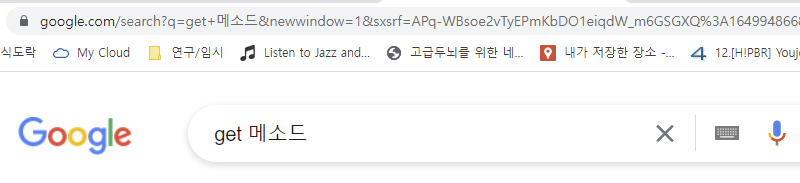 google.com/search?q=get+메소드&newwindow=1&sxsrf=APq-WBsoe2vTyEPmKbDO1eiqdW_m6GSGXQ%3A164994866
식도락 My Cloud 연구/임시 Listen to Jazz and... 고급두뇌를 위한 네... 내가 저장한 장소 -... 12.[H!PBR] Youj
Google get 메소드